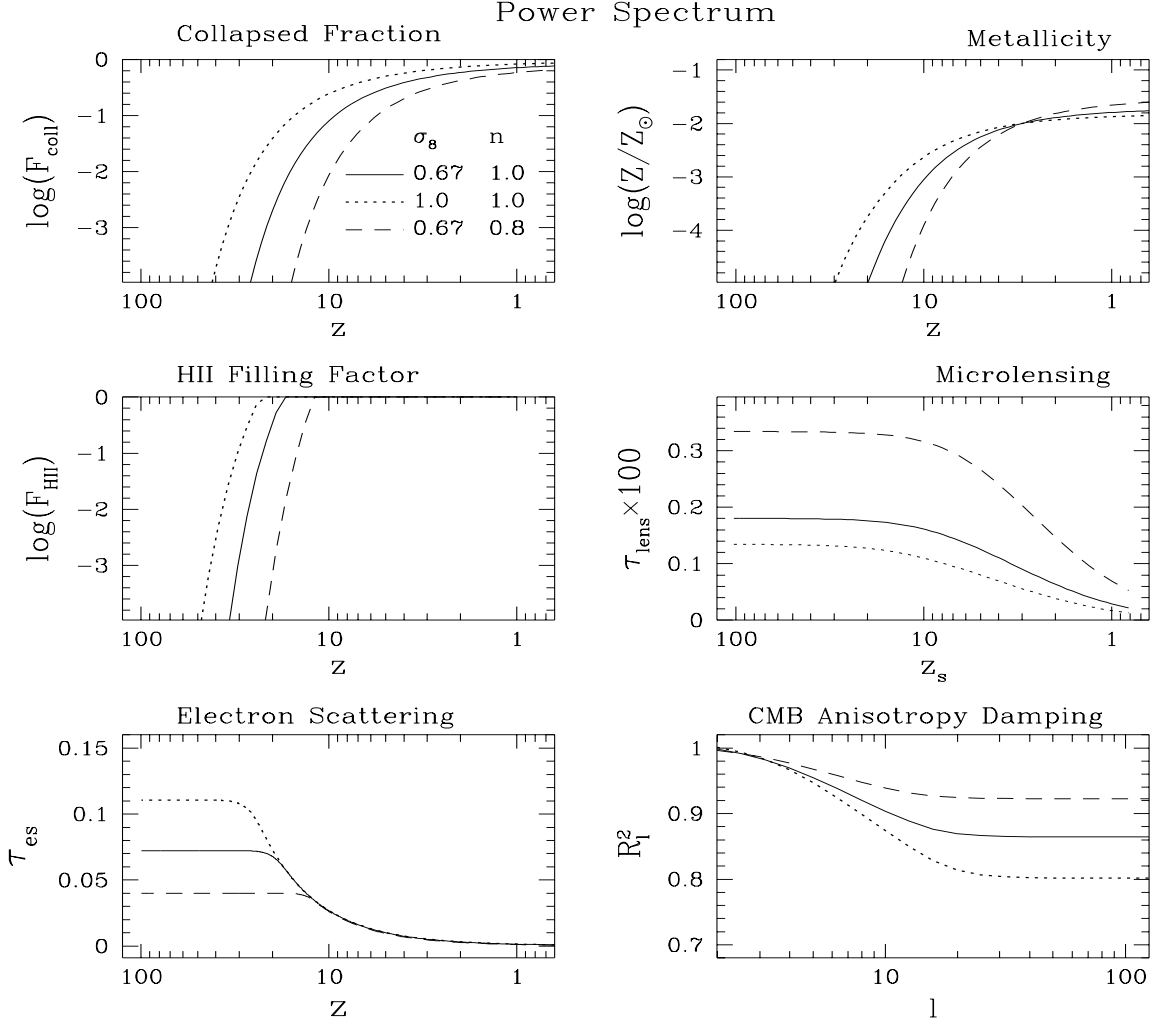 Power Spectrum
Collapsed Fraction
log(F_coll)
0
−1
−2
−3
σ_8 n
0.67 1.0
1.0 1.0
0.67 0.8
100 10 1
z
Metallicity
log(Z/Z_⊙)
−1
−2
−3
−4
100 10 1
z
HII Filling Factor
log(F_HII)
0
−1
−2
−3
100 10 1
z
Microlensing
τ_lens×100
0.3
0.2
0.1
0
100 10 1
z_s
Electron Scattering
τ_es
0.15
0.1
0.05
0
100 10 1
z
CMB Anisotropy Damping
R_l^2
1
0.9
0.8
0.7
10 100
l